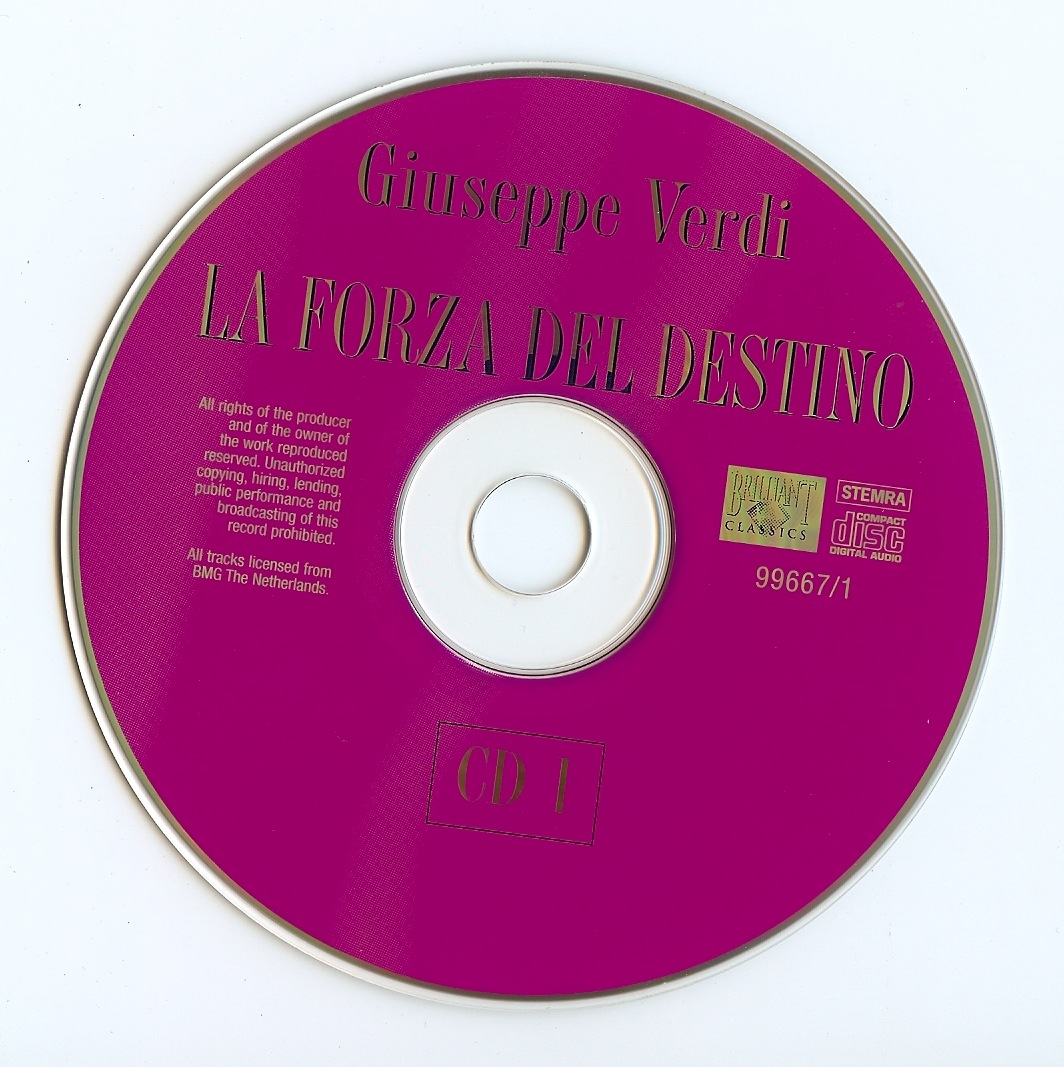 Giuseppe Verdi
LA FORZA DEL DESTINO
All rights of the producer
and of the owner of
the work reproduced
reserved. Unauthorized
copying, hiring, lending,
public performance and
broadcasting of this
record prohibited.
All tracks licensed from
BMG The Netherlands.
BRILLIANT
CLASSICS
STEMRA
COMPACT
disc
DIGITAL AUDIO
99667/1
CD 1